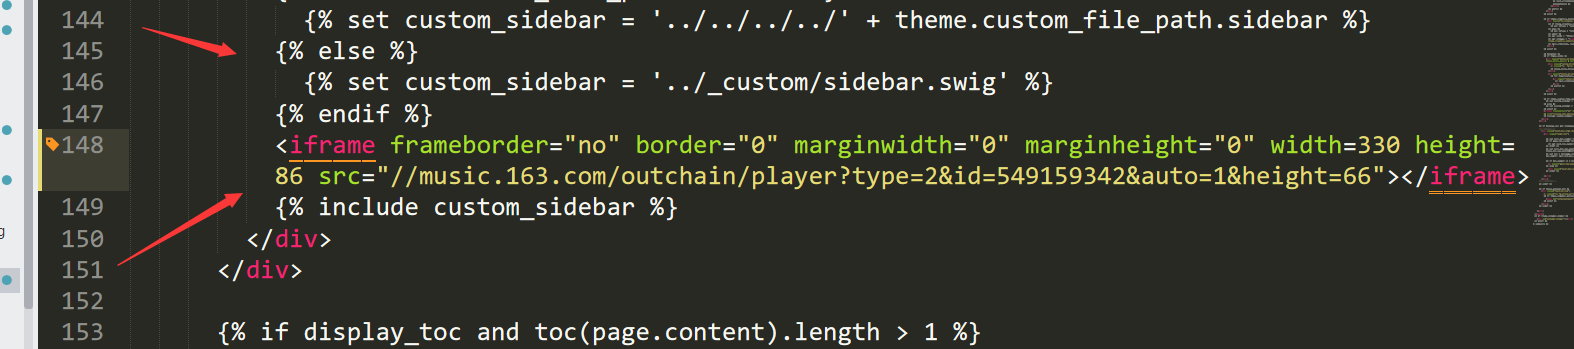 144 {% set custom_sidebar = '../../../../' + theme.custom_file_path.sidebar %}
145 {% else %}
146 {% set custom_sidebar = '../_custom/sidebar.swig' %}
147 {% endif %}
148 <iframe frameborder="no" border="0" marginwidth="0" marginheight="0" width=330 height=
86 src="//music.163.com/outchain/player?type=2&id=549159342&auto=1&height=66"></iframe>
149 {% include custom_sidebar %}
150 </div>
151 </div>
152
153 {% if display_toc and toc(page.content).length > 1 %}